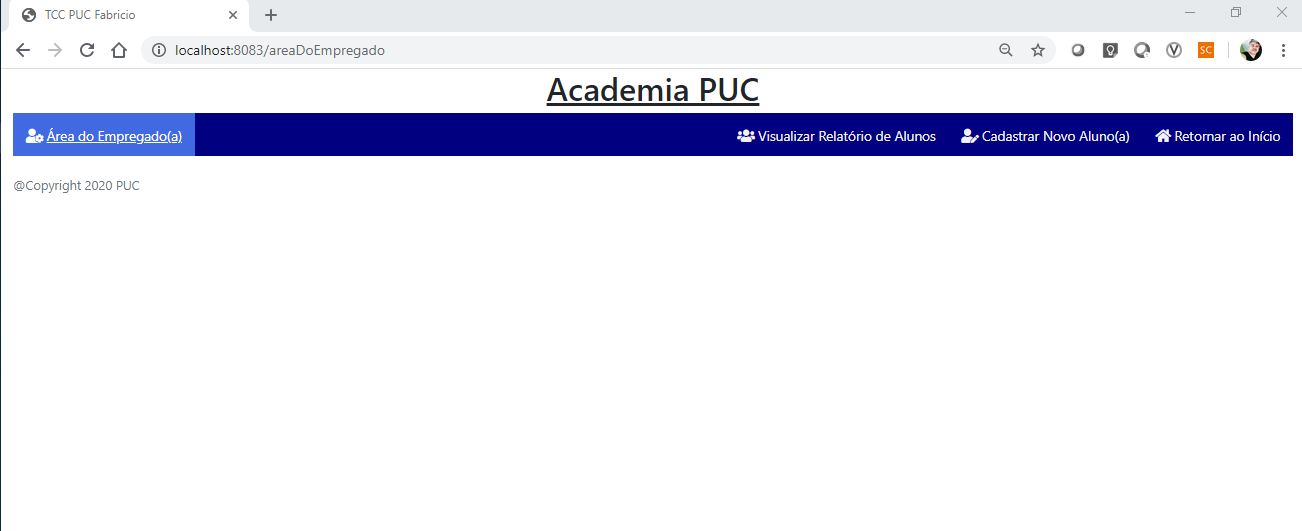 TCC PUC Fabricio
localhost:8083/areaDoEmpregado
SC
Academia PUC
Área do Empregado(a) Visualizar Relatório de Alunos Cadastrar Novo Aluno(a) Retornar ao Início
@Copyright 2020 PUC